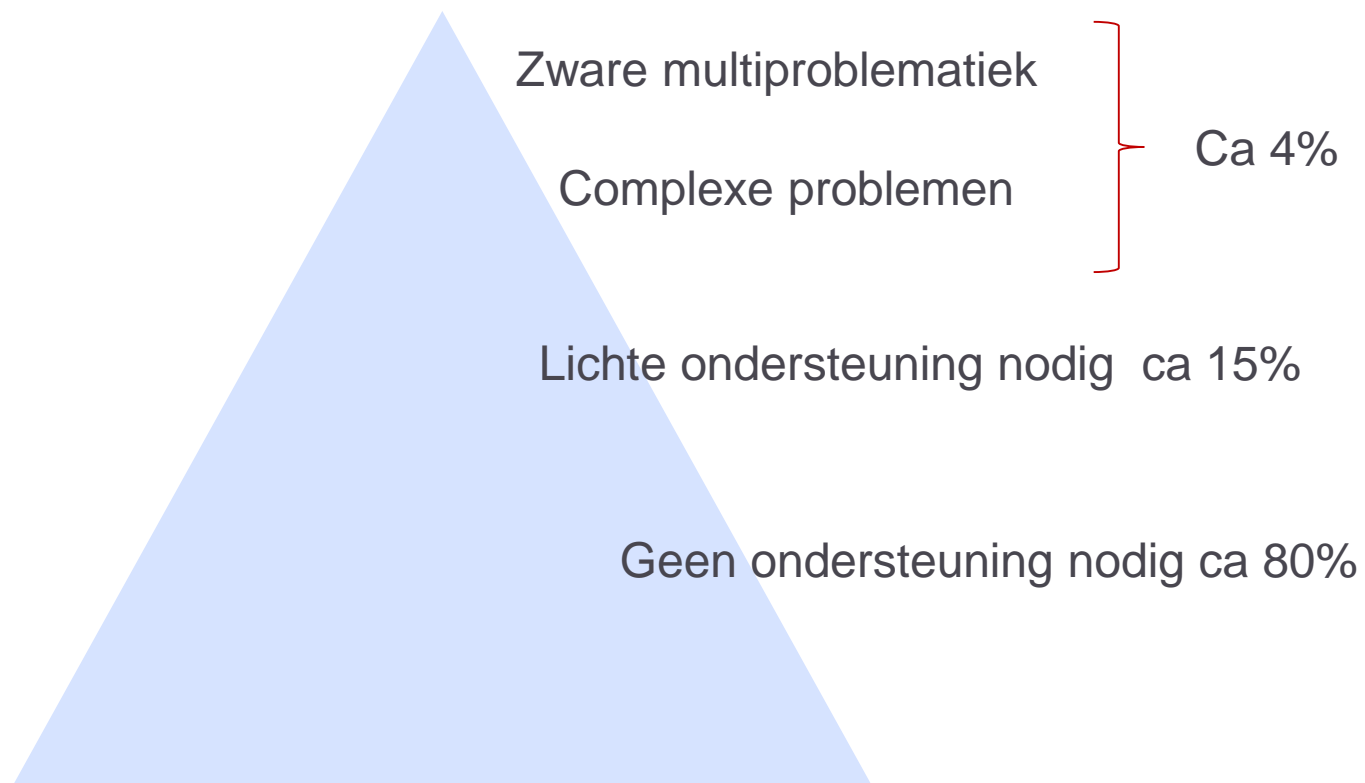 Zware multiproblematiek
Ca 4%
Complexe problemen
Lichte ondersteuning nodig  ca 15%
Geen ondersteuning nodig ca 80%